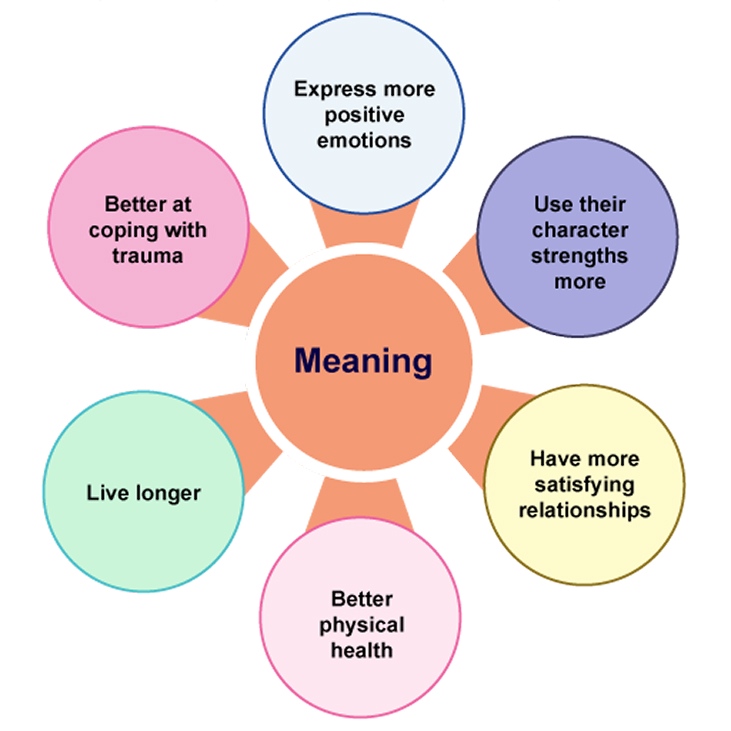 Express more
positive
emotions
Better at
coping with
trauma
Use their
character
strengths
more
Meaning
Live longer
Have more
satisfying
relationships
Better
physical
health